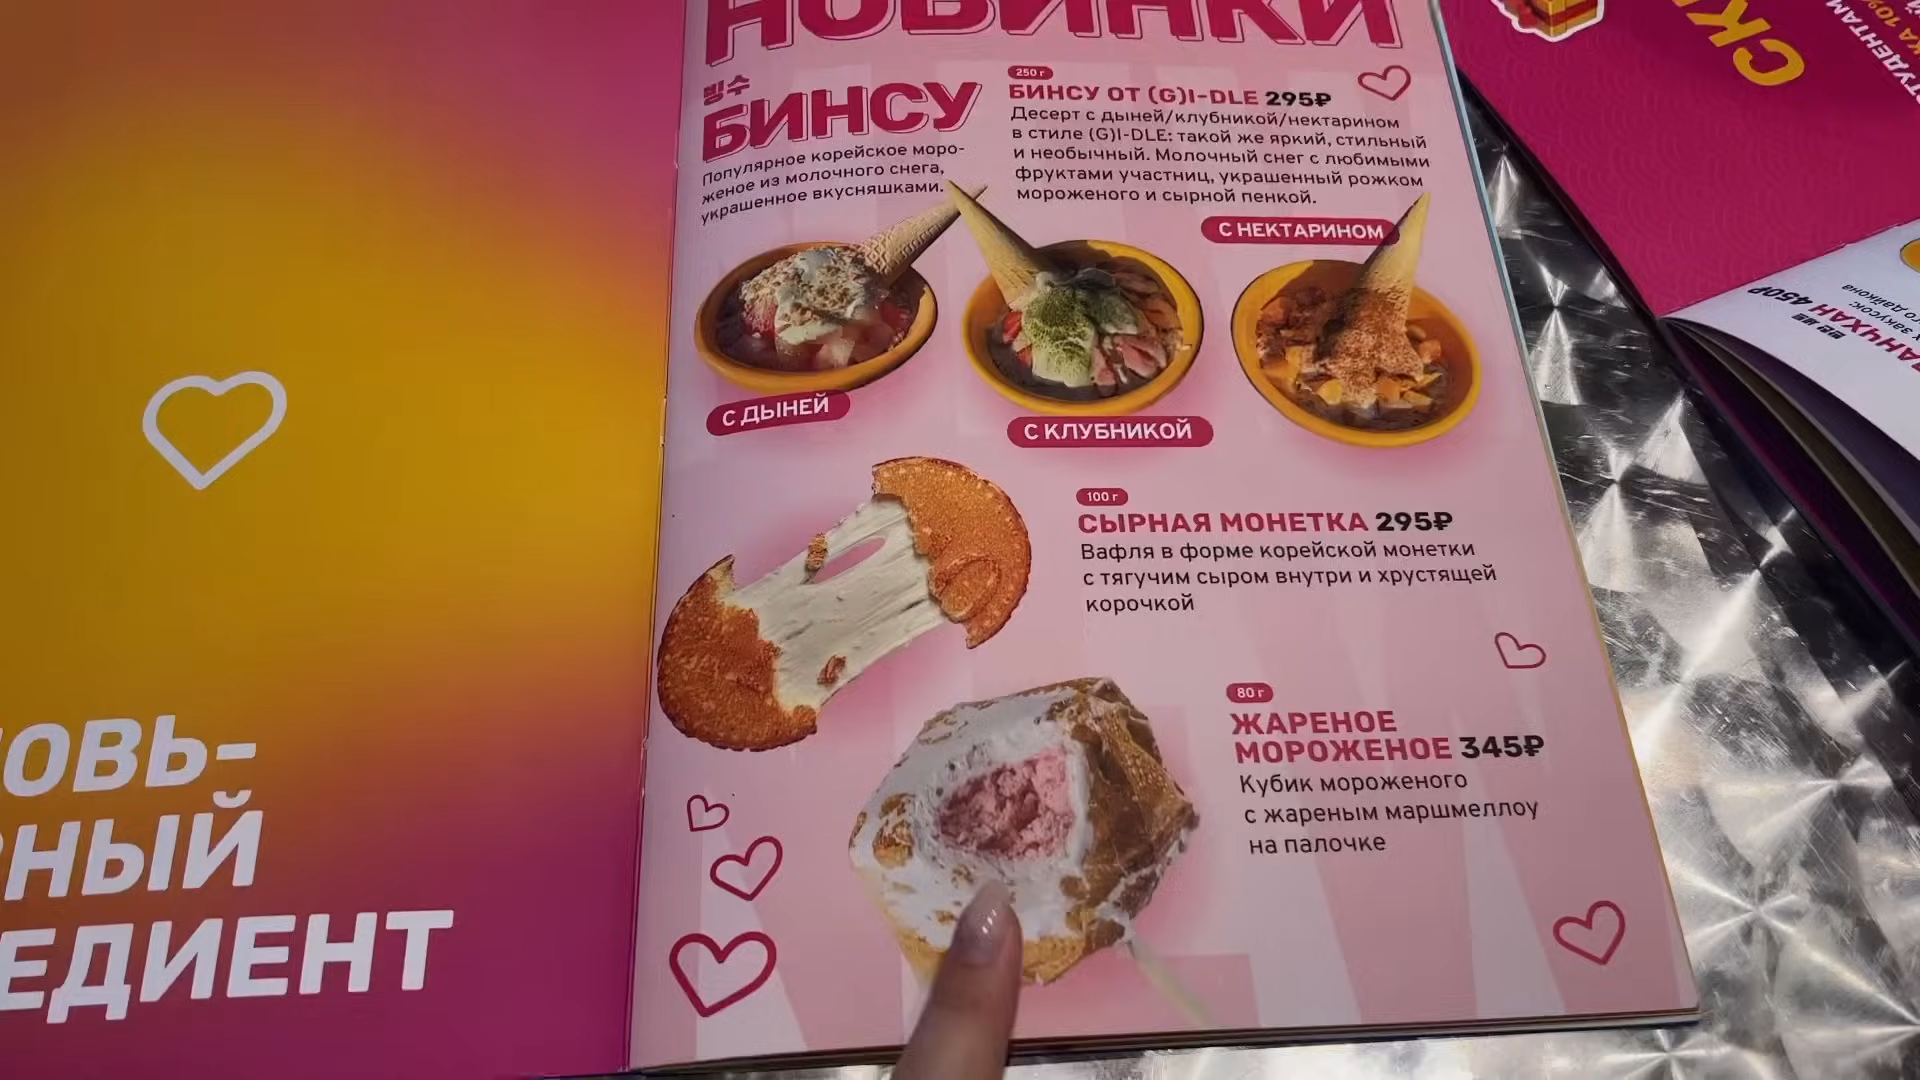 ЕДИЕНТ
НОВИНКИ
빙수
БИНСУ
Популярное корейское моро-
женое из молочного снега,
украшенное вкусняшками.
250 г
БИНСУ ОТ (G)I-DLE 295₽
Десерт с дыней/клубникой/нектарином
в стиле (G)I-DLE: такой же яркий, стильный
и необычный. Молочный снег с любимыми
фруктами участниц, украшенный рожком
мороженого и сырной пенкой.
С НЕКТАРИНОМ
С ДЫНЕЙ
С КЛУБНИКОЙ
100 г
СЫРНАЯ МОНЕТКА 295₽
Вафля в форме корейской монетки
с тягучим сыром внутри и хрустящей
корочкой
80 г
ЖАРЕНОЕ
МОРОЖЕНОЕ 345₽
Кубик мороженого
с жареным маршмеллоу
на палочке
450₽
закусок:
дайкона